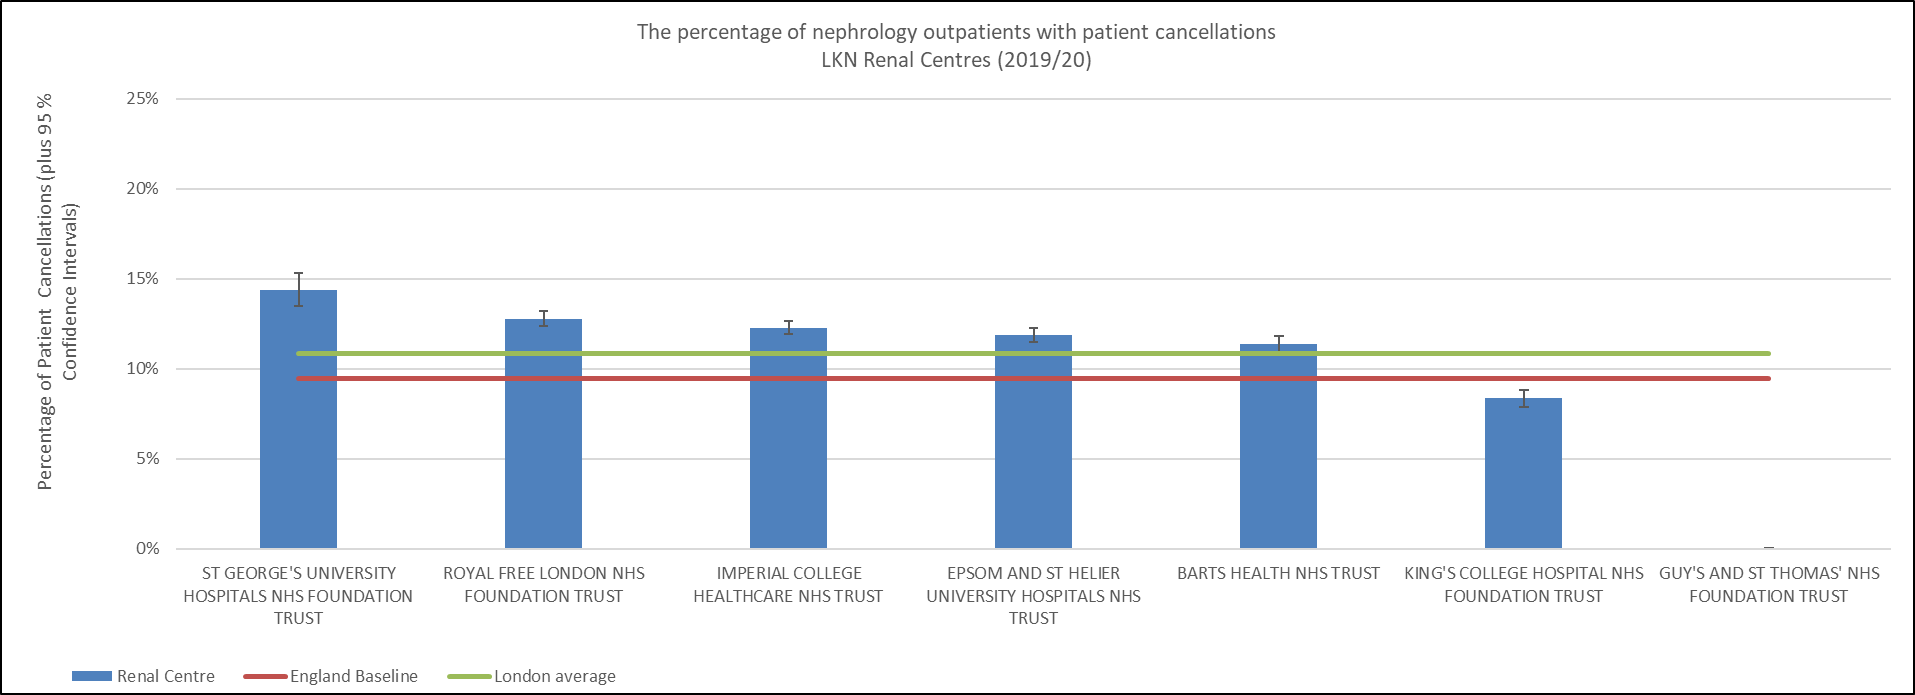 The percentage of nephrology outpatients with patient cancellations
LKN Renal Centres (2019/20)
Percentage of Patient Cancellations (plus 95 %
Confidence Intervals)
25%
20%
15%
10%
5%
0%
ST GEORGE'S UNIVERSITY
HOSPITALS NHS FOUNDATION
TRUST
ROYAL FREE LONDON NHS
FOUNDATION TRUST
IMPERIAL COLLEGE
HEALTHCARE NHS TRUST
EPSOM AND ST HELIER
UNIVERSITY HOSPITALS NHS
TRUST
BARTS HEALTH NHS TRUST
KING'S COLLEGE HOSPITAL NHS
FOUNDATION TRUST
GUY'S AND ST THOMAS' NHS
FOUNDATION TRUST
Renal Centre
England Baseline
London average